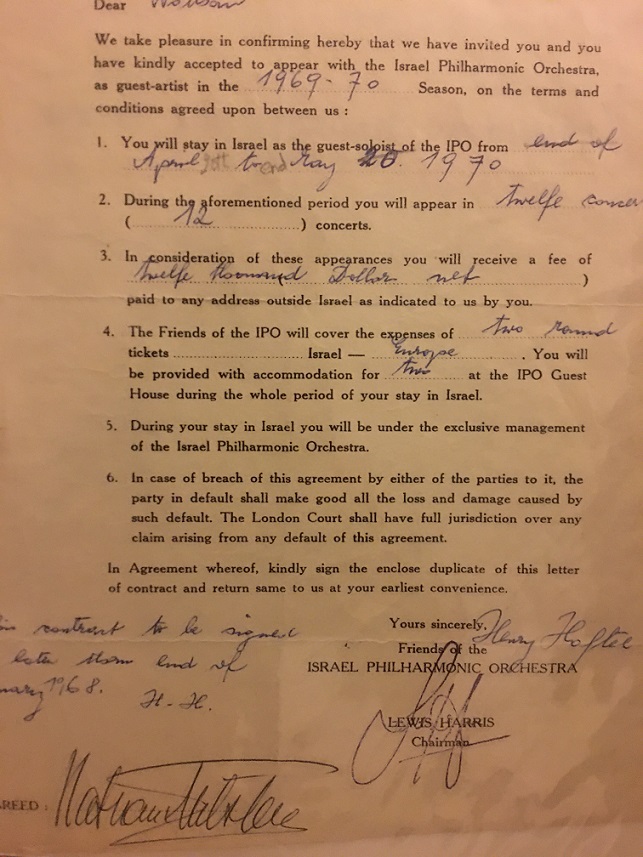 Dear
We take pleasure in confirming hereby that we have invited you and you
have kindly accepted to appear with the Israel Philharmonic Orchestra,
as guest-artist in the 1969-70 Season, on the terms and
conditions agreed upon between us :
1. You will stay in Israel as the guest-soloist of the IPO from end of
April to May 20. 1970
2. During the aforementioned period you will appear in twelfe concer
( 12 ) concerts.
3. In consideration of these appearances you will receive a fee of
twelfe thousand Dollar net )
paid to any address outside Israel as indicated to us by you.
4. The Friends of the IPO will cover the expenses of two round
tickets Israel — Europe . You will
be provided with accommodation for two at the IPO Guest
House during the whole period of your stay in Israel.
5. During your stay in Israel you will be under the exclusive management
of the Israel Philharmonic Orchestra.
6. In case of breach of this agreement by either of the parties to it, the
party in default shall make good all the loss and damage caused by
such default. The London Court shall have full jurisdiction over any
claim arising from any default of this agreement.
In Agreement whereof, kindly sign the enclose duplicate of this letter
of contract and return same to us at your earliest convenience.
contract to be signed
later them end of
uary 1968.
H-H.
Yours sincerely, Henry Haftel
Friends of the
ISRAEL PHILHARMONIC ORCHESTRA
LEWIS HARRIS
Chairman
REED :